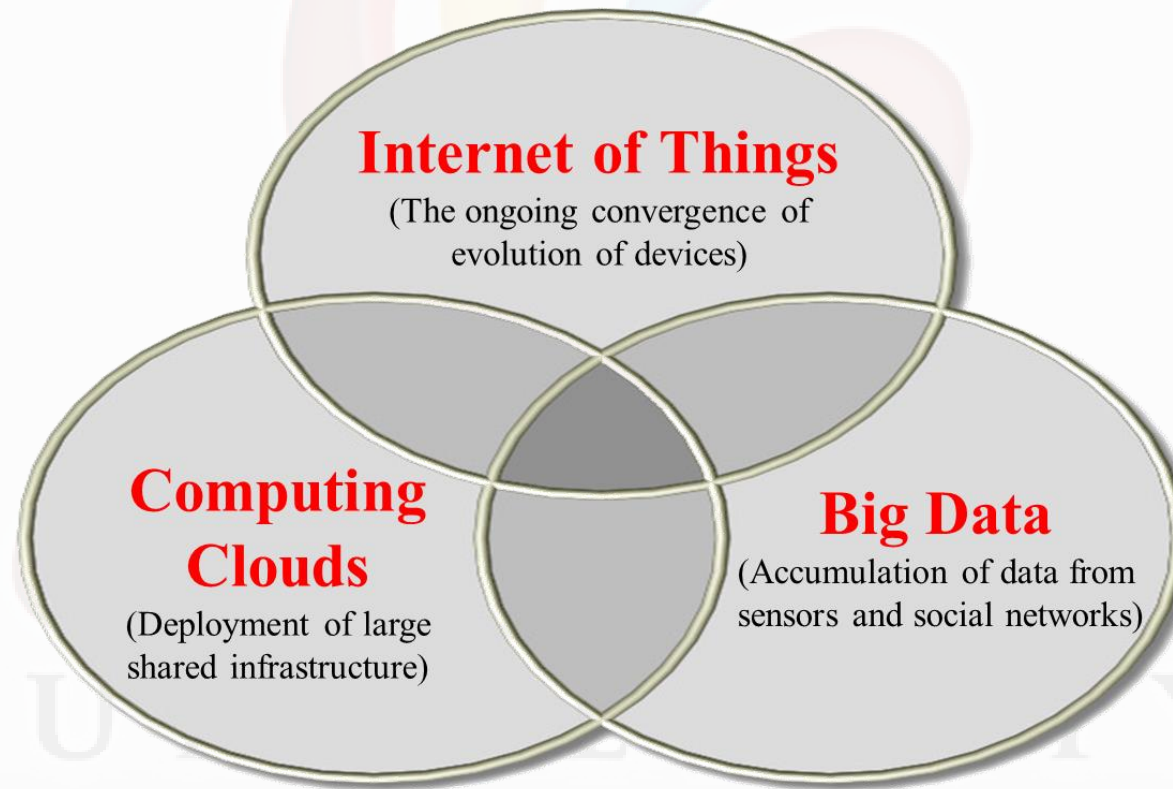 Internet of Things
(The ongoing convergence of
evolution of devices)
Computing
Clouds
(Deployment of large
shared infrastructure)
Big Data
(Accumulation of data from
sensors and social networks)